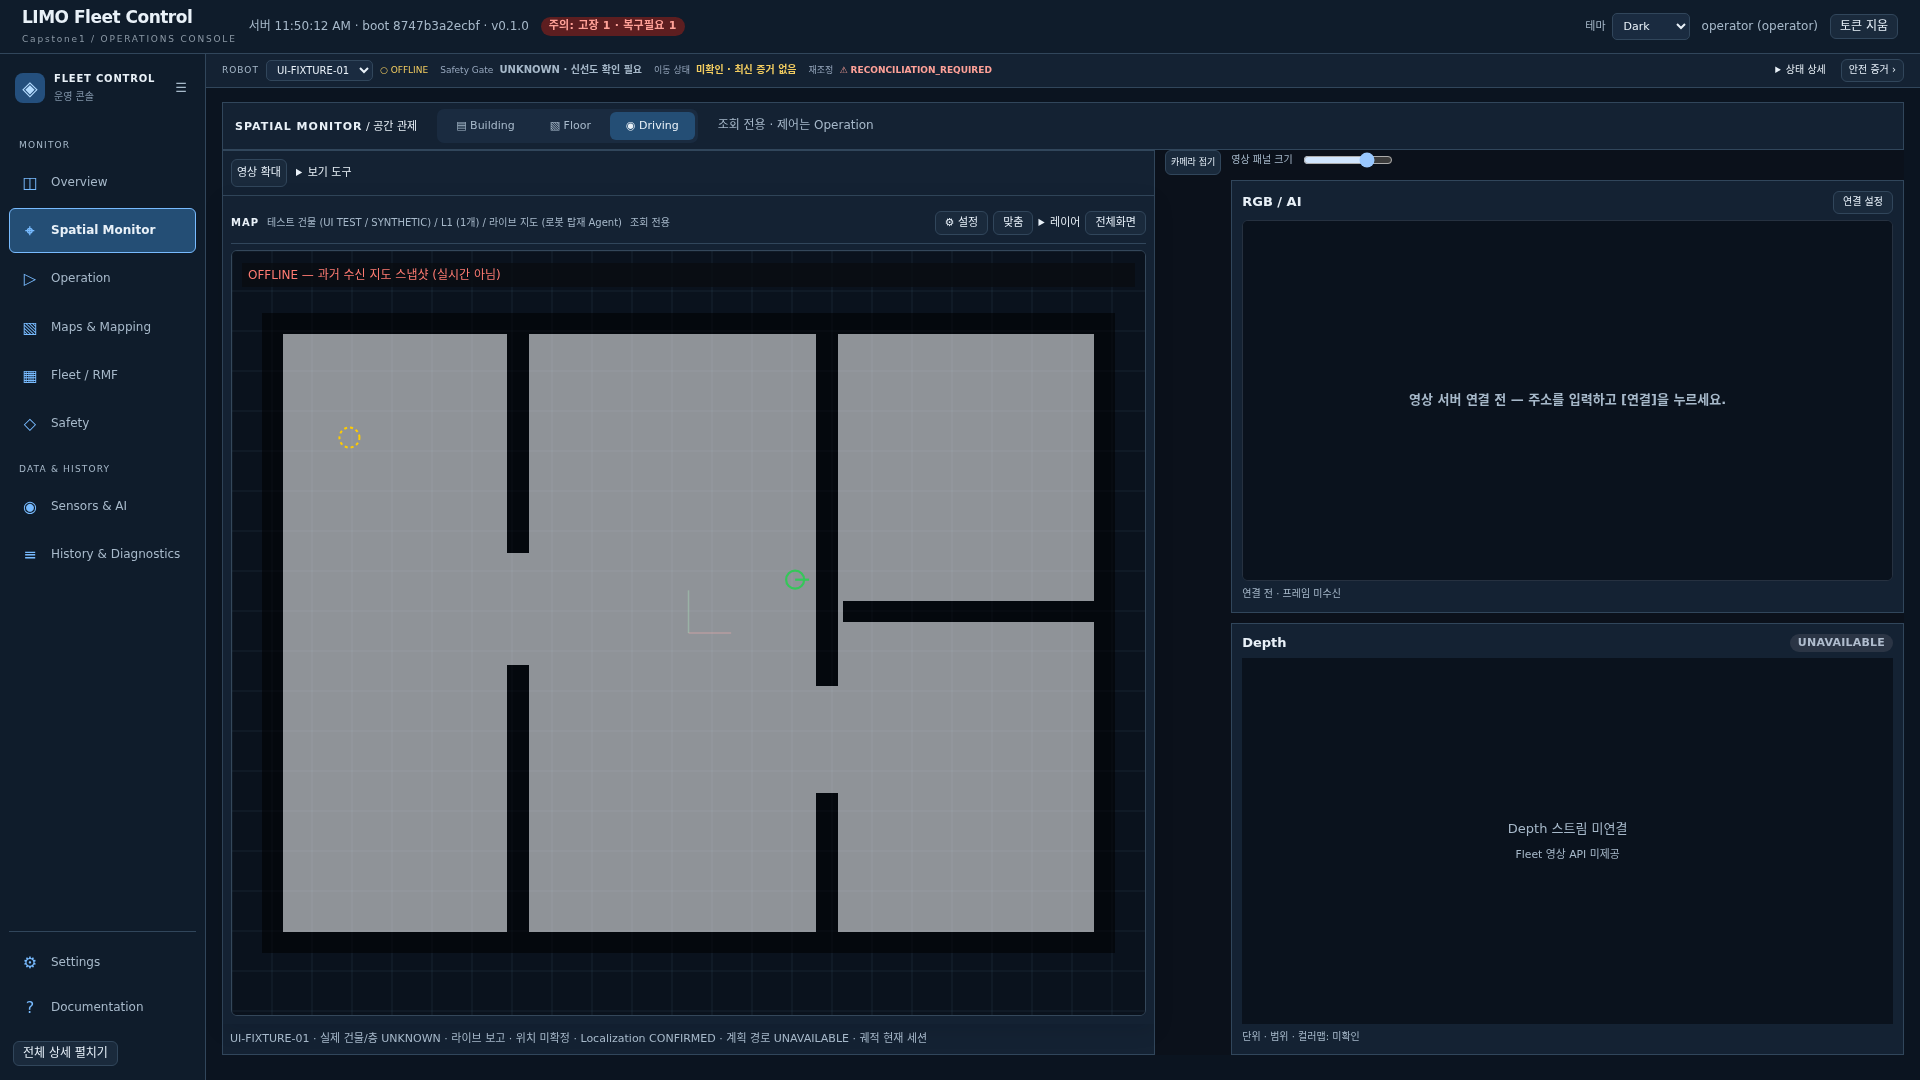 LIMO Fleet Control
Capstone1 / OPERATIONS CONSOLE
서버 11:50:12 AM · boot 8747b3a2ecbf · v0.1.0
주의: 고장 1 · 복구필요 1
테마
Dark
operator (operator)
토큰 지움
FLEET CONTROL
운영 콘솔
MONITOR
Overview
Spatial Monitor
Operation
Maps & Mapping
Fleet / RMF
Safety
DATA & HISTORY
Sensors & AI
History & Diagnostics
Settings
Documentation
전체 상세 펼치기
ROBOT
UI-FIXTURE-01
OFFLINE
Safety Gate UNKNOWN · 신선도 확인 필요
이동 상태 미확인 · 최신 증거 없음
재조정 ⚠ RECONCILIATION_REQUIRED
▶ 상태 상세
안전 증거 ›
SPATIAL MONITOR / 공간 관제
Building
Floor
Driving
조회 전용 · 제어는 Operation
영상 확대
▶ 보기 도구
MAP 테스트 건물 (UI TEST / SYNTHETIC) / L1 (1개) / 라이브 지도 (로봇 탑재 Agent) 조회 전용
⚙ 설정
맞춤
▶ 레이어
전체화면
OFFLINE — 과거 수신 지도 스냅샷 (실시간 아님)
UI-FIXTURE-01 · 실제 건물/층 UNKNOWN · 라이브 보고 · 위치 미확정 · Localization CONFIRMED · 계획 경로 UNAVAILABLE · 궤적 현재 세션
카메라 접기
영상 패널 크기
RGB / AI
연결 설정
영상 서버 연결 전 — 주소를 입력하고 [연결]을 누르세요.
연결 전 · 프레임 미수신
Depth
UNAVAILABLE
Depth 스트림 미연결
Fleet 영상 API 미제공
단위 · 범위 · 컬러맵: 미확인